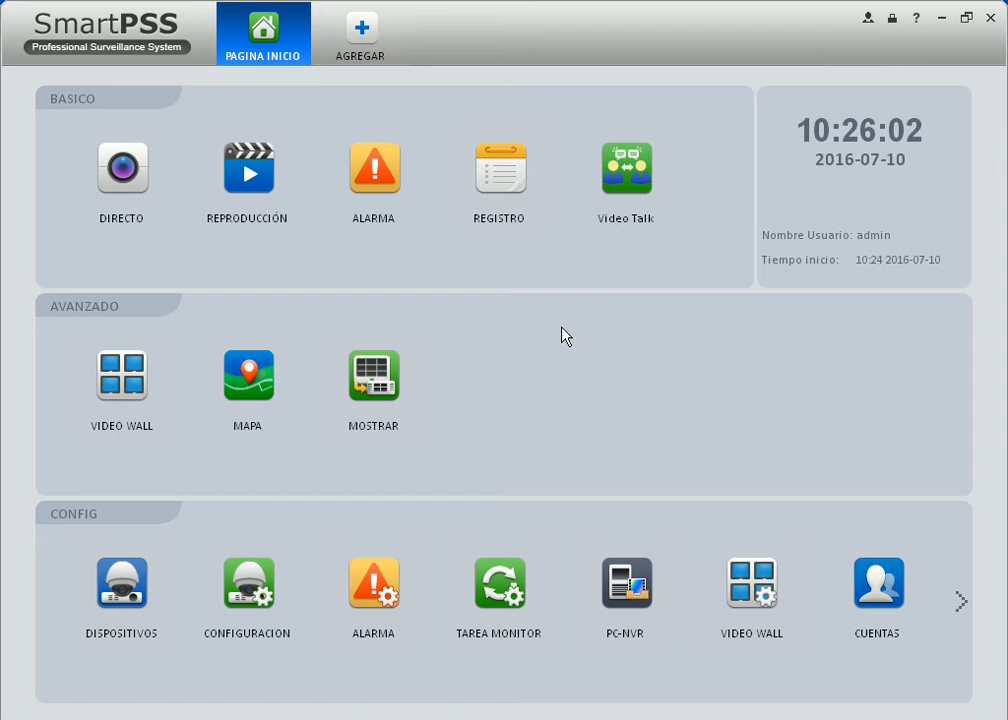 SmartPSS
Professional Surveillance System
PAGINA INICIO
AGREGAR
?
BASICO
DIRECTO
REPRODUCCIÓN
ALARMA
REGISTRO
Video Talk
10:26:02
2016-07-10
Nombre Usuario: admin
Tiempo inicio: 10:24 2016-07-10
AVANZADO
VIDEO WALL
MAPA
MOSTRAR
CONFIG
DISPOSITIVOS
CONFIGURACION
ALARMA
TAREA MONITOR
PC-NVR
VIDEO WALL
CUENTAS